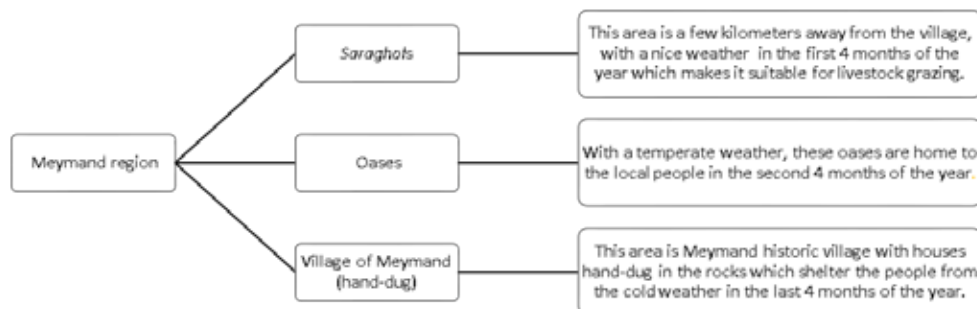 Saraghols
This area is a few kilometers away from the village,
with a nice weather in the first 4 months of the
year which makes it suitable for livestock grazing.
Meymand region
Oases
With a temperate weather, these oases are home to
the local people in the second 4 months of the year.
Village of Meymand
(hand-dug)
This area is Meymand historic village with houses
hand-dug in the rocks which shelter the people from
the cold weather in the last 4 months of the year.